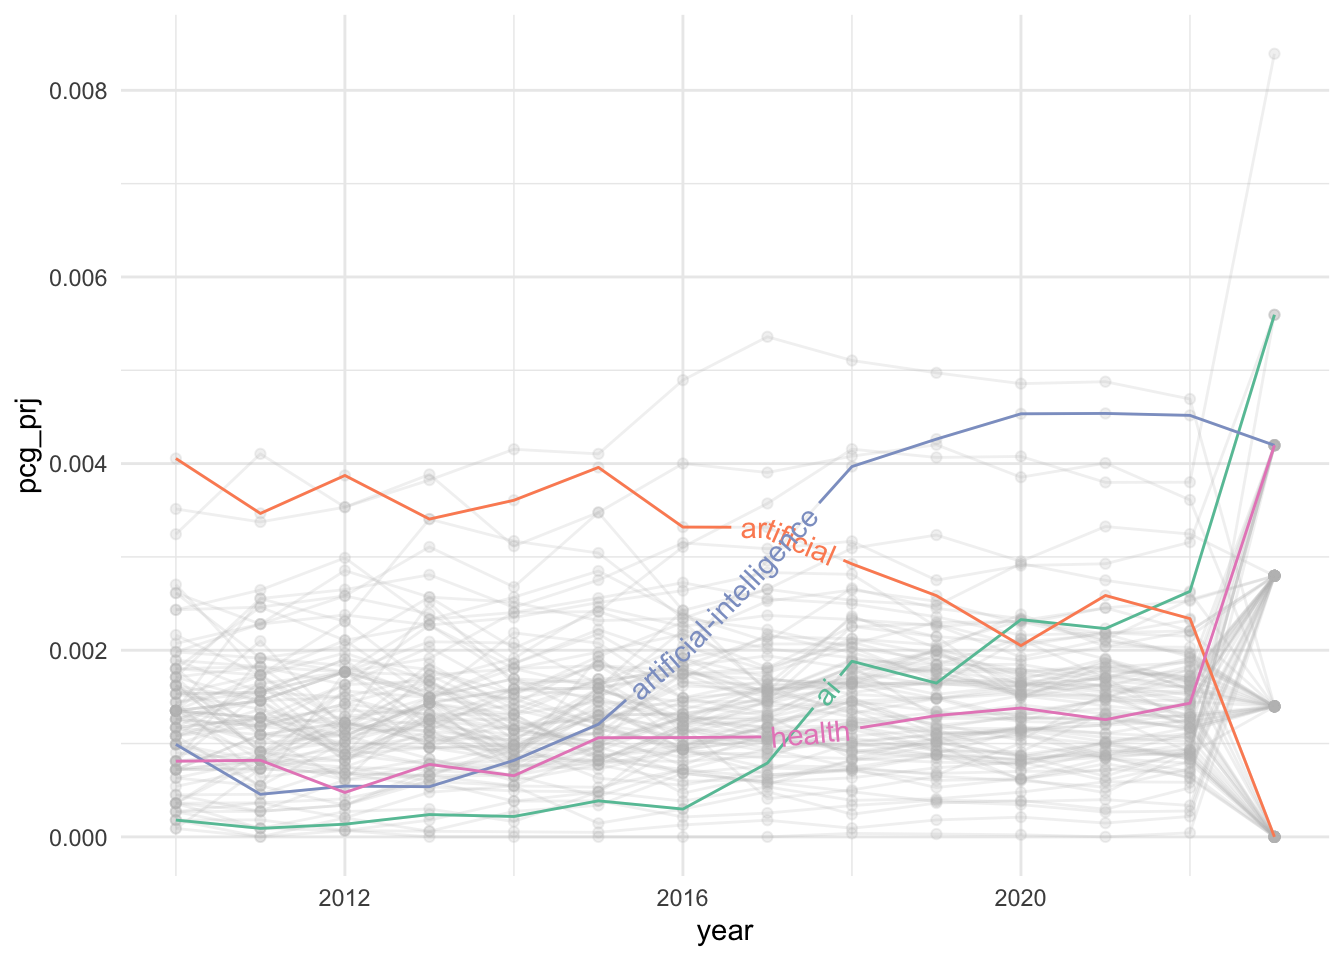 0.008
0.006
0.004
0.002
0.000
pcg_prj
artificial
artificial-intelligence
ai
health
2012
2016
2020
year